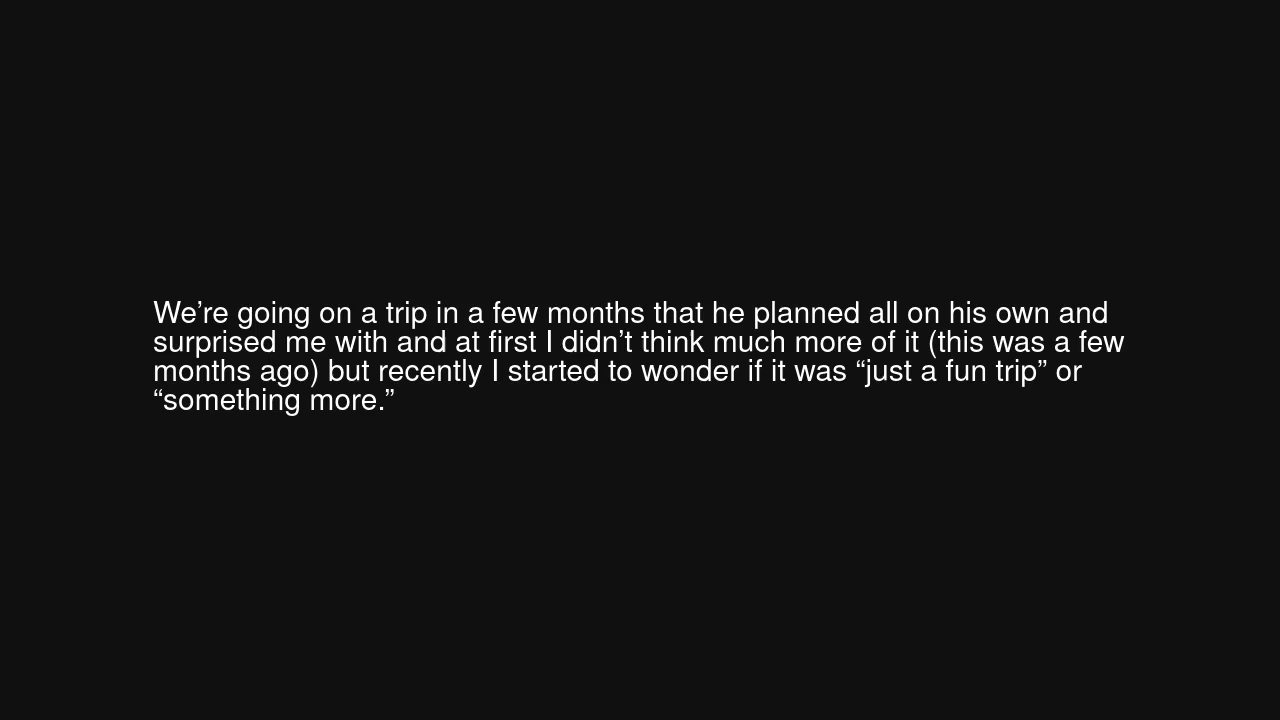 We’re going on a trip in a few months that he planned all on his own and
surprised me with and at first I didn’t think much more of it (this was a few
months ago) but recently I started to wonder if it was “just a fun trip” or
“something more.”